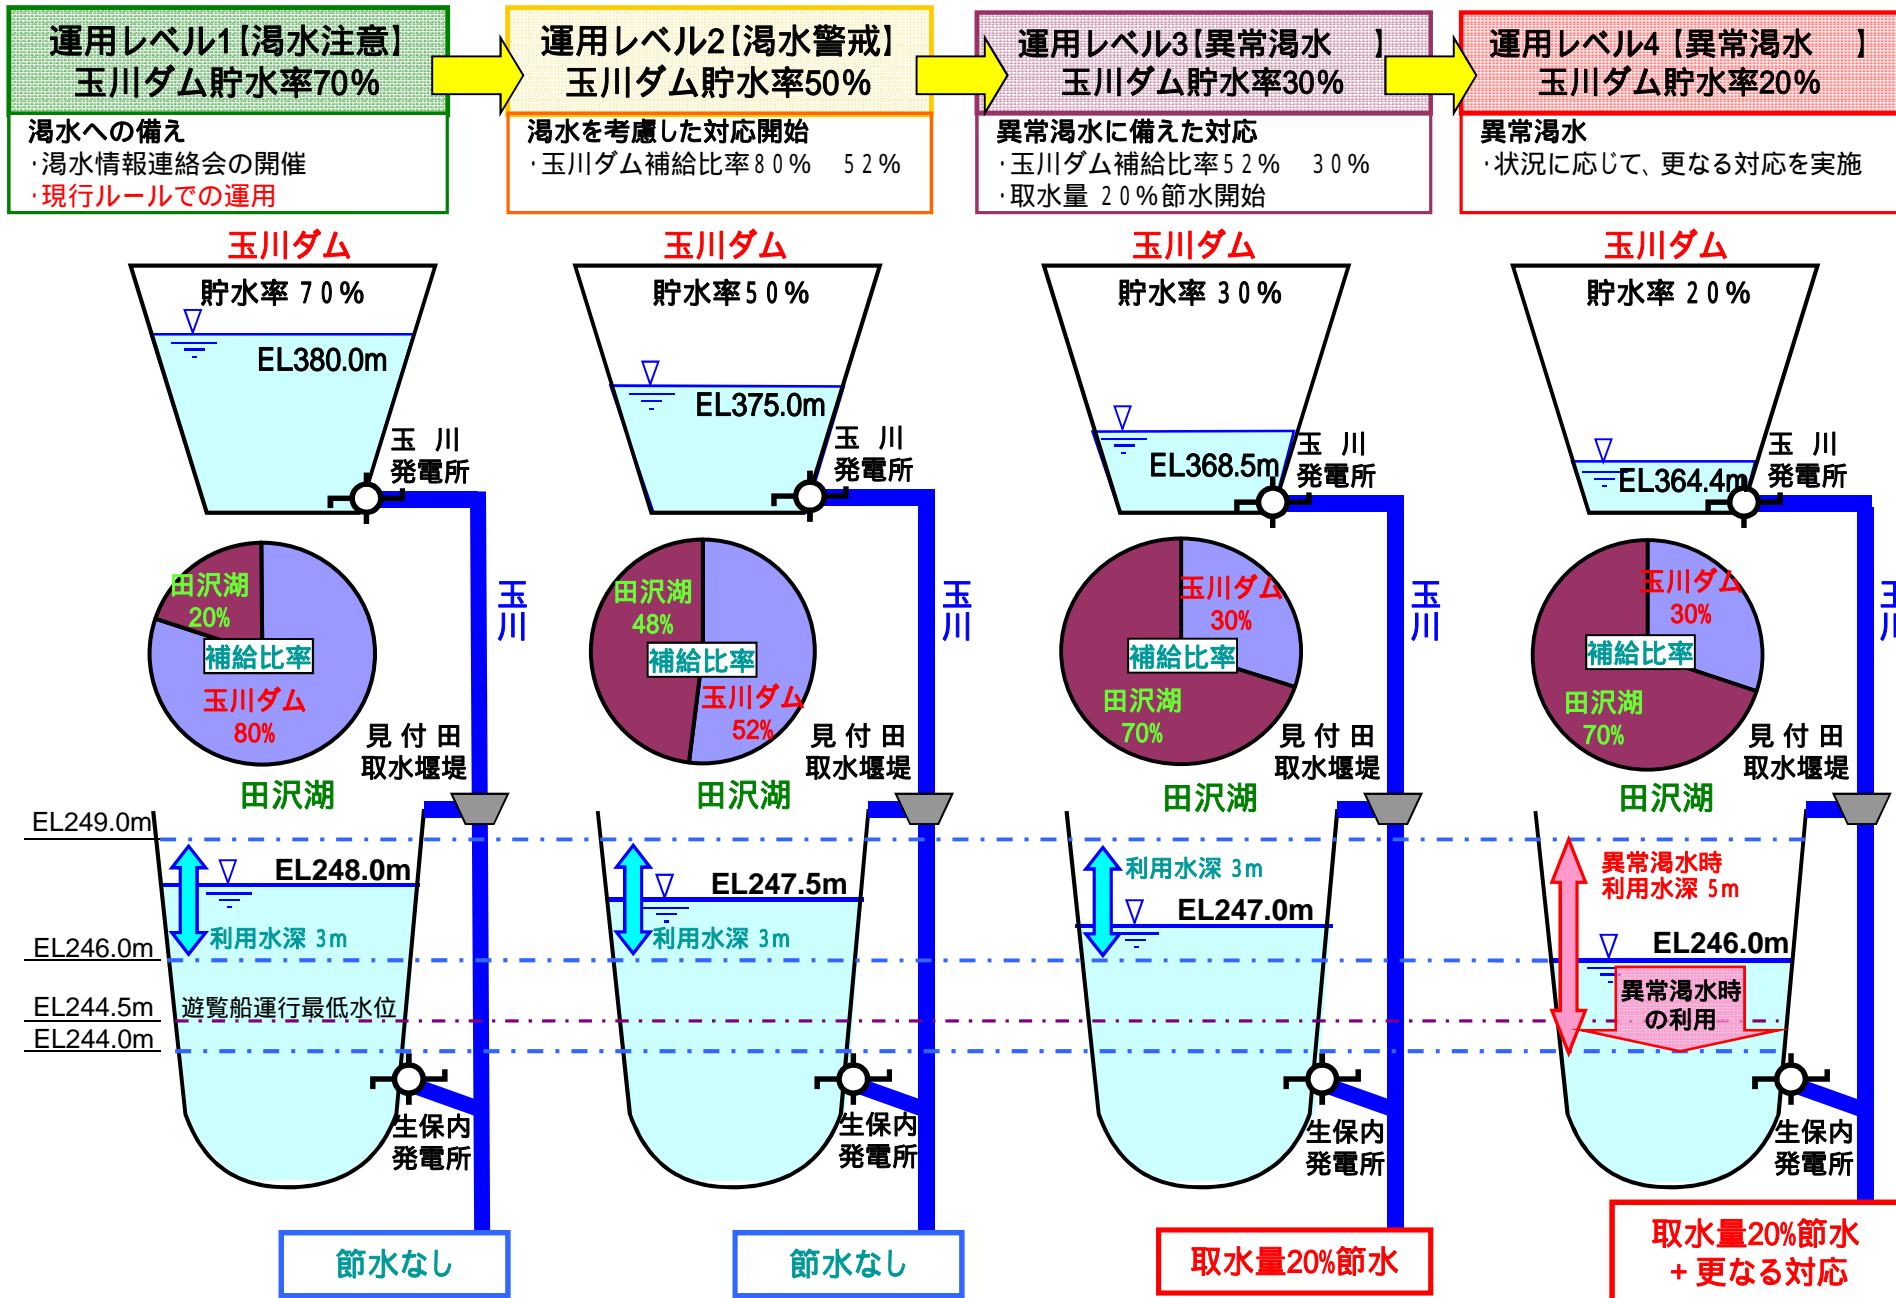 運用レベル1【渇水注意】
玉川ダム貯水率70%
渇水への備え
・渇水情報連絡会の開催
・現行ルールでの運用
運用レベル2【渇水警戒】
玉川ダム貯水率50%
渇水を考慮した対応開始
・玉川ダム補給比率80% 52%
運用レベル3【異常渇水 】
玉川ダム貯水率30%
異常渇水に備えた対応
・玉川ダム補給比率52% 30%
・取水量 20%節水開始
運用レベル4【異常渇水 】
玉川ダム貯水率20%
異常渇水
・状況に応じて、更なる対応を実施
玉川ダム
貯水率 70%
EL380.0m
玉 川
発電所
玉川ダム
貯水率50%
EL375.0m
玉 川
発電所
玉川ダム
貯水率 30%
EL368.5m
玉 川
発電所
玉川ダム
貯水率 20%
EL364.4m
玉 川
発電所
田沢湖
20%
補給比率
玉川ダム
80%
玉川
見付田
取水堰堤
田沢湖
48%
補給比率
玉川ダム
52%
玉川
見付田
取水堰堤
玉川ダム
30%
補給比率
田沢湖
70%
玉川
見付田
取水堰堤
玉川ダム
30%
補給比率
田沢湖
70%
玉川
見付田
取水堰堤
EL249.0m
EL246.0m
EL244.5m
EL244.0m
田沢湖
EL248.0m
利用水深 3m
遊覧船運行最低水位
生保内
発電所
節水なし
田沢湖
EL247.5m
利用水深 3m
生保内
発電所
節水なし
田沢湖
利用水深 3m
EL247.0m
生保内
発電所
取水量20%節水
田沢湖
異常渇水時
利用水深 5m
EL246.0m
異常渇水時
の利用
生保内
発電所
取水量20%節水
+ 更なる対応